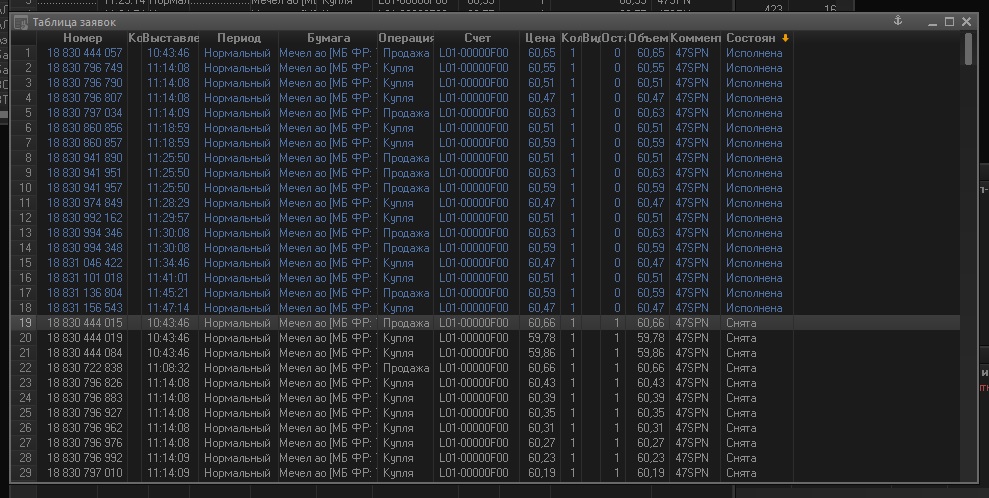 Таблица заявок
Номер Ко Выставле Период Бумага Операция Счет Цена Кол Вид Оста Объем Коммент Состоян
1 18 830 444 057 10:43:46 Нормальный Мечел ао [МБ ФР: Продажа L01-00000F00 60,65 1 0 60,65 47SPN Исполнена
2 18 830 796 749 11:14:08 Нормальный Мечел ао [МБ ФР: Купля L01-00000F00 60,55 1 0 60,55 47SPN Исполнена
3 18 830 796 790 11:14:08 Нормальный Мечел ао [МБ ФР: Купля L01-00000F00 60,51 1 0 60,51 47SPN Исполнена
4 18 830 796 807 11:14:08 Нормальный Мечел ао [МБ ФР: Купля L01-00000F00 60,47 1 0 60,47 47SPN Исполнена
5 18 830 797 034 11:14:09 Нормальный Мечел ао [МБ ФР: Продажа L01-00000F00 60,63 1 0 60,63 47SPN Исполнена
6 18 830 860 856 11:18:59 Нормальный Мечел ао [МБ ФР: Купля L01-00000F00 60,51 1 0 60,51 47SPN Исполнена
7 18 830 860 857 11:18:59 Нормальный Мечел ао [МБ ФР: Продажа L01-00000F00 60,59 1 0 60,59 47SPN Исполнена
8 18 830 941 890 11:25:50 Нормальный Мечел ао [МБ ФР: Продажа L01-00000F00 60,51 1 0 60,51 47SPN Исполнена
9 18 830 941 951 11:25:50 Нормальный Мечел ао [МБ ФР: Продажа L01-00000F00 60,51 1 0 60,51 47SPN Исполнена
10 18 830 941 957 11:25:50 Нормальный Мечел ао [МБ ФР: Продажа L01-00000F00 60,59 1 0 60,59 47SPN Исполнена
11 18 830 974 849 11:28:29 Нормальный Мечел ао [МБ ФР: Купля L01-00000F00 60,47 1 0 60,47 47SPN Исполнена
12 18 830 992 162 11:29:57 Нормальный Мечел ао [МБ ФР: Купля L01-00000F00 60,51 1 0 60,51 47SPN Исполнена
13 18 830 994 346 11:30:08 Нормальный Мечел ао [МБ ФР: Продажа L01-00000F00 60,63 1 0 60,63 47SPN Исполнена
14 18 830 994 348 11:30:08 Нормальный Мечел ао [МБ ФР: Продажа L01-00000F00 60,59 1 0 60,59 47SPN Исполнена
15 18 831 046 422 11:34:46 Нормальный Мечел ао [МБ ФР: Купля L01-00000F00 60,47 1 0 60,47 47SPN Исполнена
16 18 831 101 018 11:41:01 Нормальный Мечел ао [МБ ФР: Купля L01-00000F00 60,51 1 0 60,51 47SPN Исполнена
17 18 831 136 804 11:45:21 Нормальный Мечел ао [МБ ФР: Продажа L01-00000F00 60,59 1 0 60,59 47SPN Исполнена
18 18 831 156 543 11:47:14 Нормальный Мечел ао [МБ ФР: Купля L01-00000F00 60,47 1 0 60,47 47SPN Исполнена
19 18 830 444 015 10:43:46 Нормальный Мечел ао [МБ ФР: Продажа L01-00000F00 60,66 1 1 60,66 47SPN Снята
20 18 830 444 019 10:43:46 Нормальный Мечел ао [МБ ФР: Купля L01-00000F00 59,78 1 1 59,78 47SPN Снята
21 18 830 444 084 10:43:46 Нормальный Мечел ао [МБ ФР: Купля L01-00000F00 59,86 1 1 59,86 47SPN Снята
22 18 830 722 838 11:08:32 Нормальный Мечел ао [МБ ФР: Продажа L01-00000F00 60,66 1 1 60,66 47SPN Снята
23 18 830 796 826 11:14:08 Нормальный Мечел ао [МБ ФР: Купля L01-00000F00 60,43 1 1 60,43 47SPN Снята
24 18 830 796 883 11:14:08 Нормальный Мечел ао [МБ ФР: Купля L01-00000F00 60,39 1 1 60,39 47SPN Снята
25 18 830 796 927 11:14:08 Нормальный Мечел ао [МБ ФР: Купля L01-00000F00 60,35 1 1 60,35 47SPN Снята
26 18 830 796 962 11:14:08 Нормальный Мечел ао [МБ ФР: Купля L01-00000F00 60,31 1 1 60,31 47SPN Снята
27 18 830 796 976 11:14:08 Нормальный Мечел ао [МБ ФР: Купля L01-00000F00 60,27 1 1 60,27 47SPN Снята
28 18 830 796 992 11:14:09 Нормальный Мечел ао [МБ ФР: Купля L01-00000F00 60,23 1 1 60,23 47SPN Снята
29 18 830 797 010 11:14:09 Нормальный Мечел ао [МБ ФР: Купля L01-00000F00 60,19 1 1 60,19 47SPN Снята